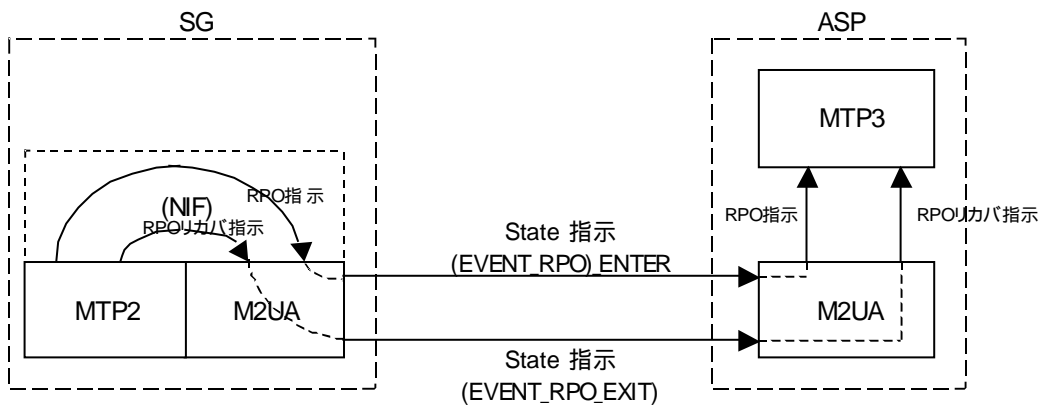 SG
ASP
MTP3
RPO指示
(NIF)
RPOリカバ指示
RPO指示
RPOリカバ指示
State 指示
(EVENT_RPO)_ENTER
MTP2
M2UA
M2UA
State 指示
(EVENT_RPO_EXIT)